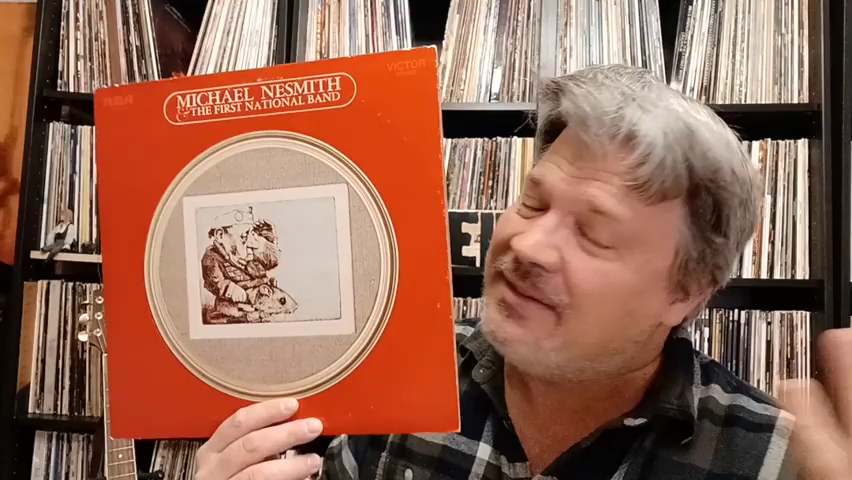 RCA
VICTOR
MICHAEL NESMITH
& THE FIRST NATIONAL BAND